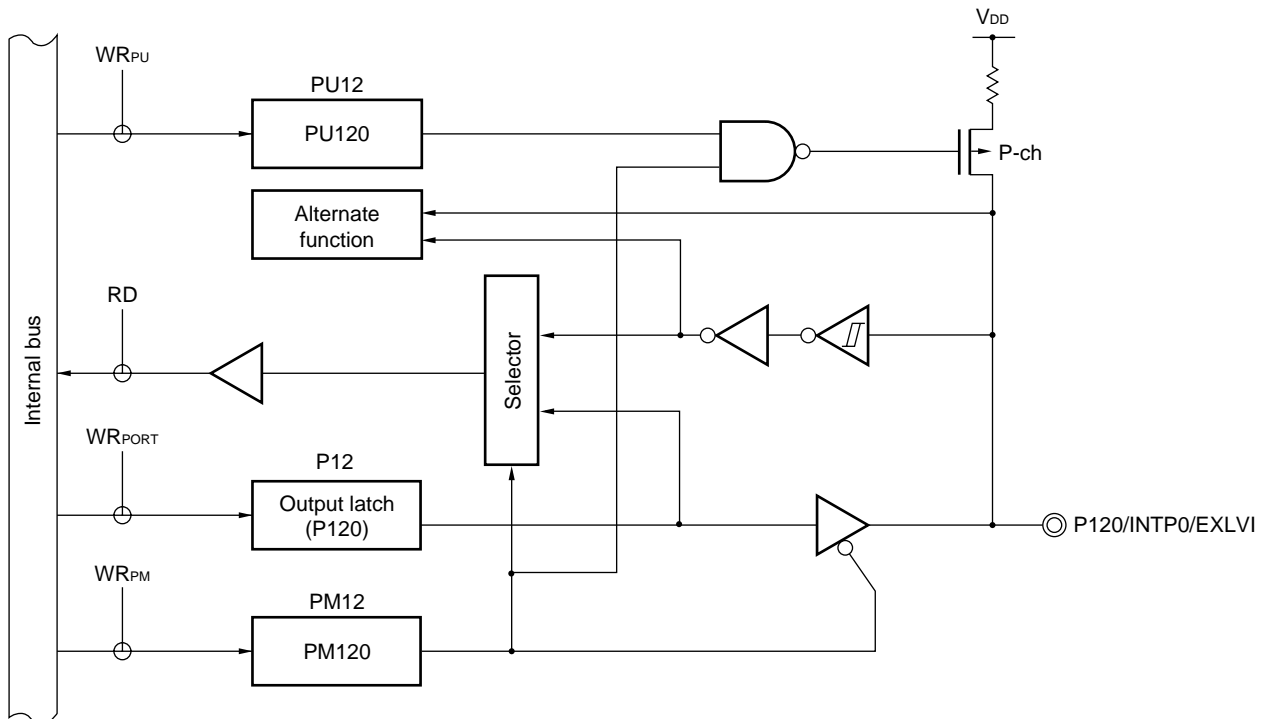 VDD
WRPU
PU12
PU120
P-ch
Alternate
function
RD
Internal bus
Selector
WRPORT
P12
Output latch
(P120)
P120/INTP0/EXLVI
WRPM
PM12
PM120